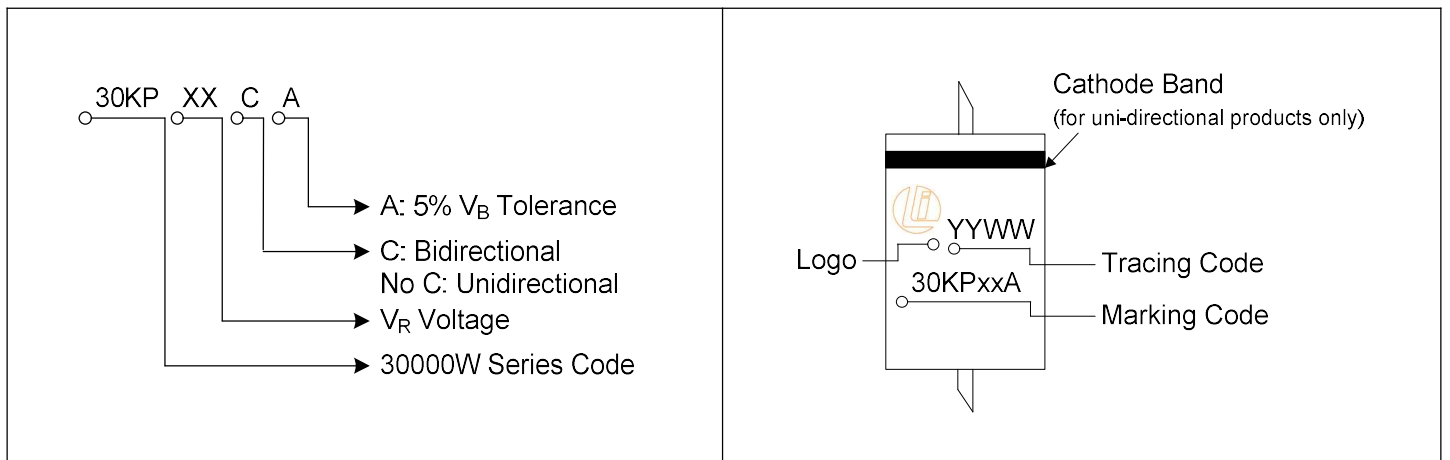 30KP XX C A
A: 5% VB Tolerance
C: Bidirectional
No C: Unidirectional
VR Voltage
30000W Series Code
Cathode Band
(for uni-directional products only)
YYWW
Logo
Tracing Code
30KPxxA
Marking Code